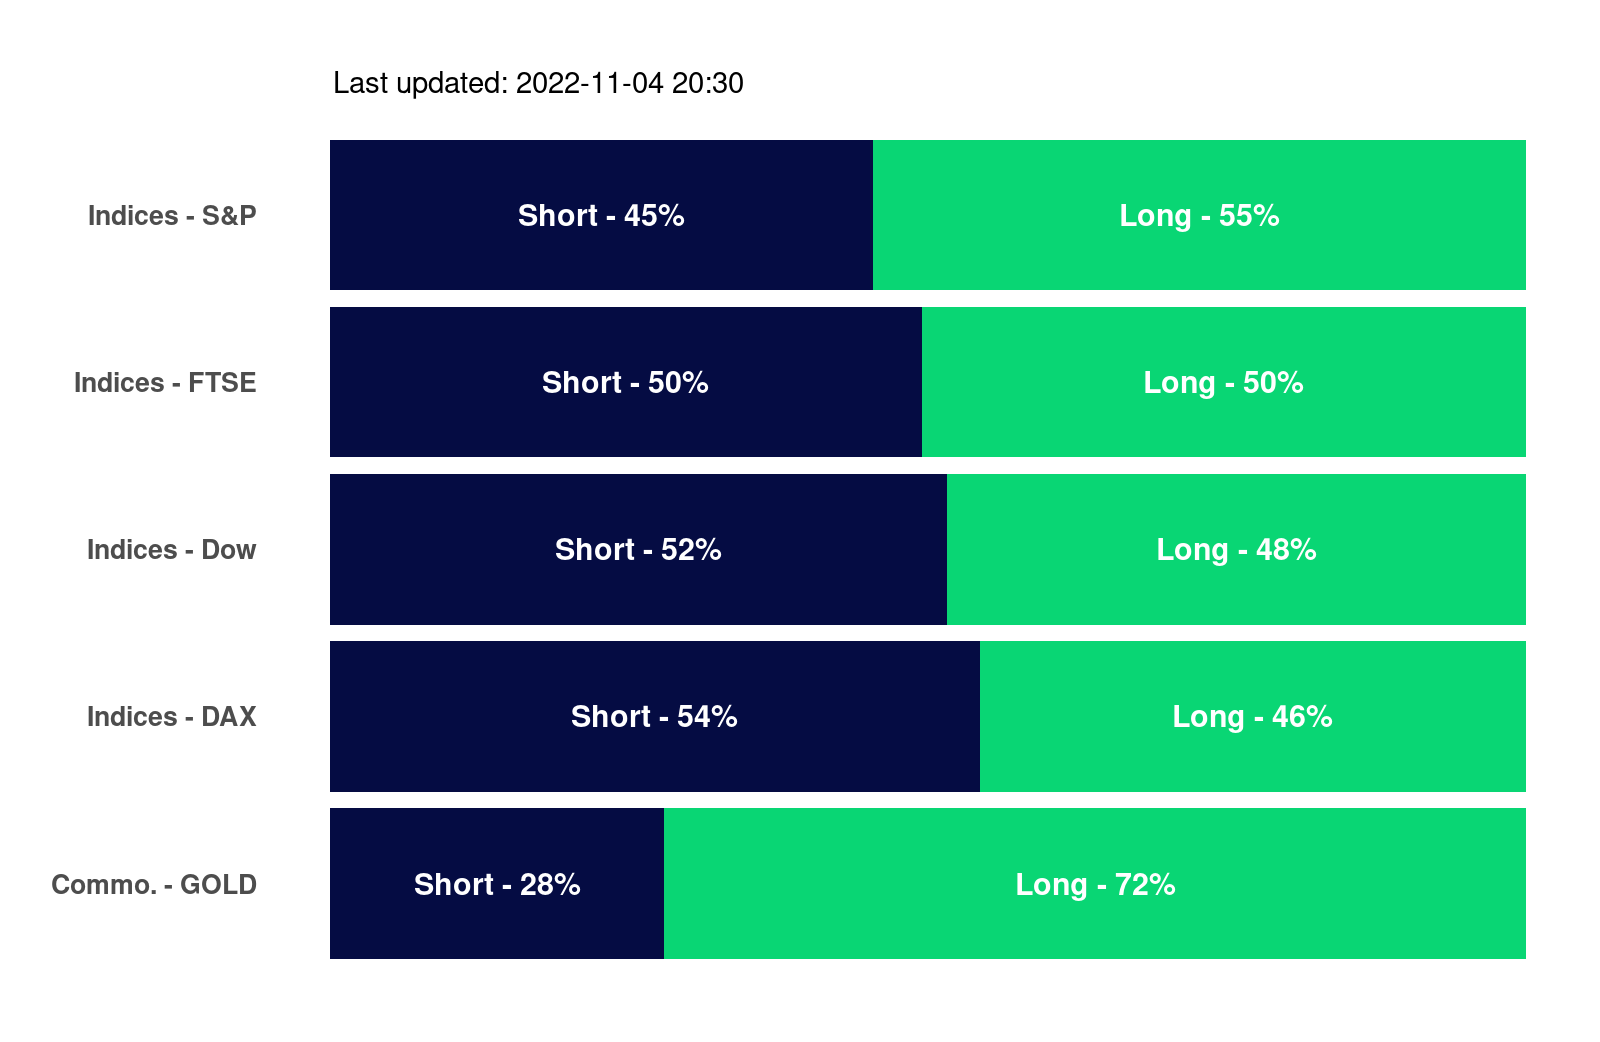 Last updated: 2022-11-04 20:30
Indices - S&P Short - 45% Long - 55%
Indices - FTSE Short - 50% Long - 50%
Indices - Dow Short - 52% Long - 48%
Indices - DAX Short - 54% Long - 46%
Commo. - GOLD Short - 28% Long - 72%